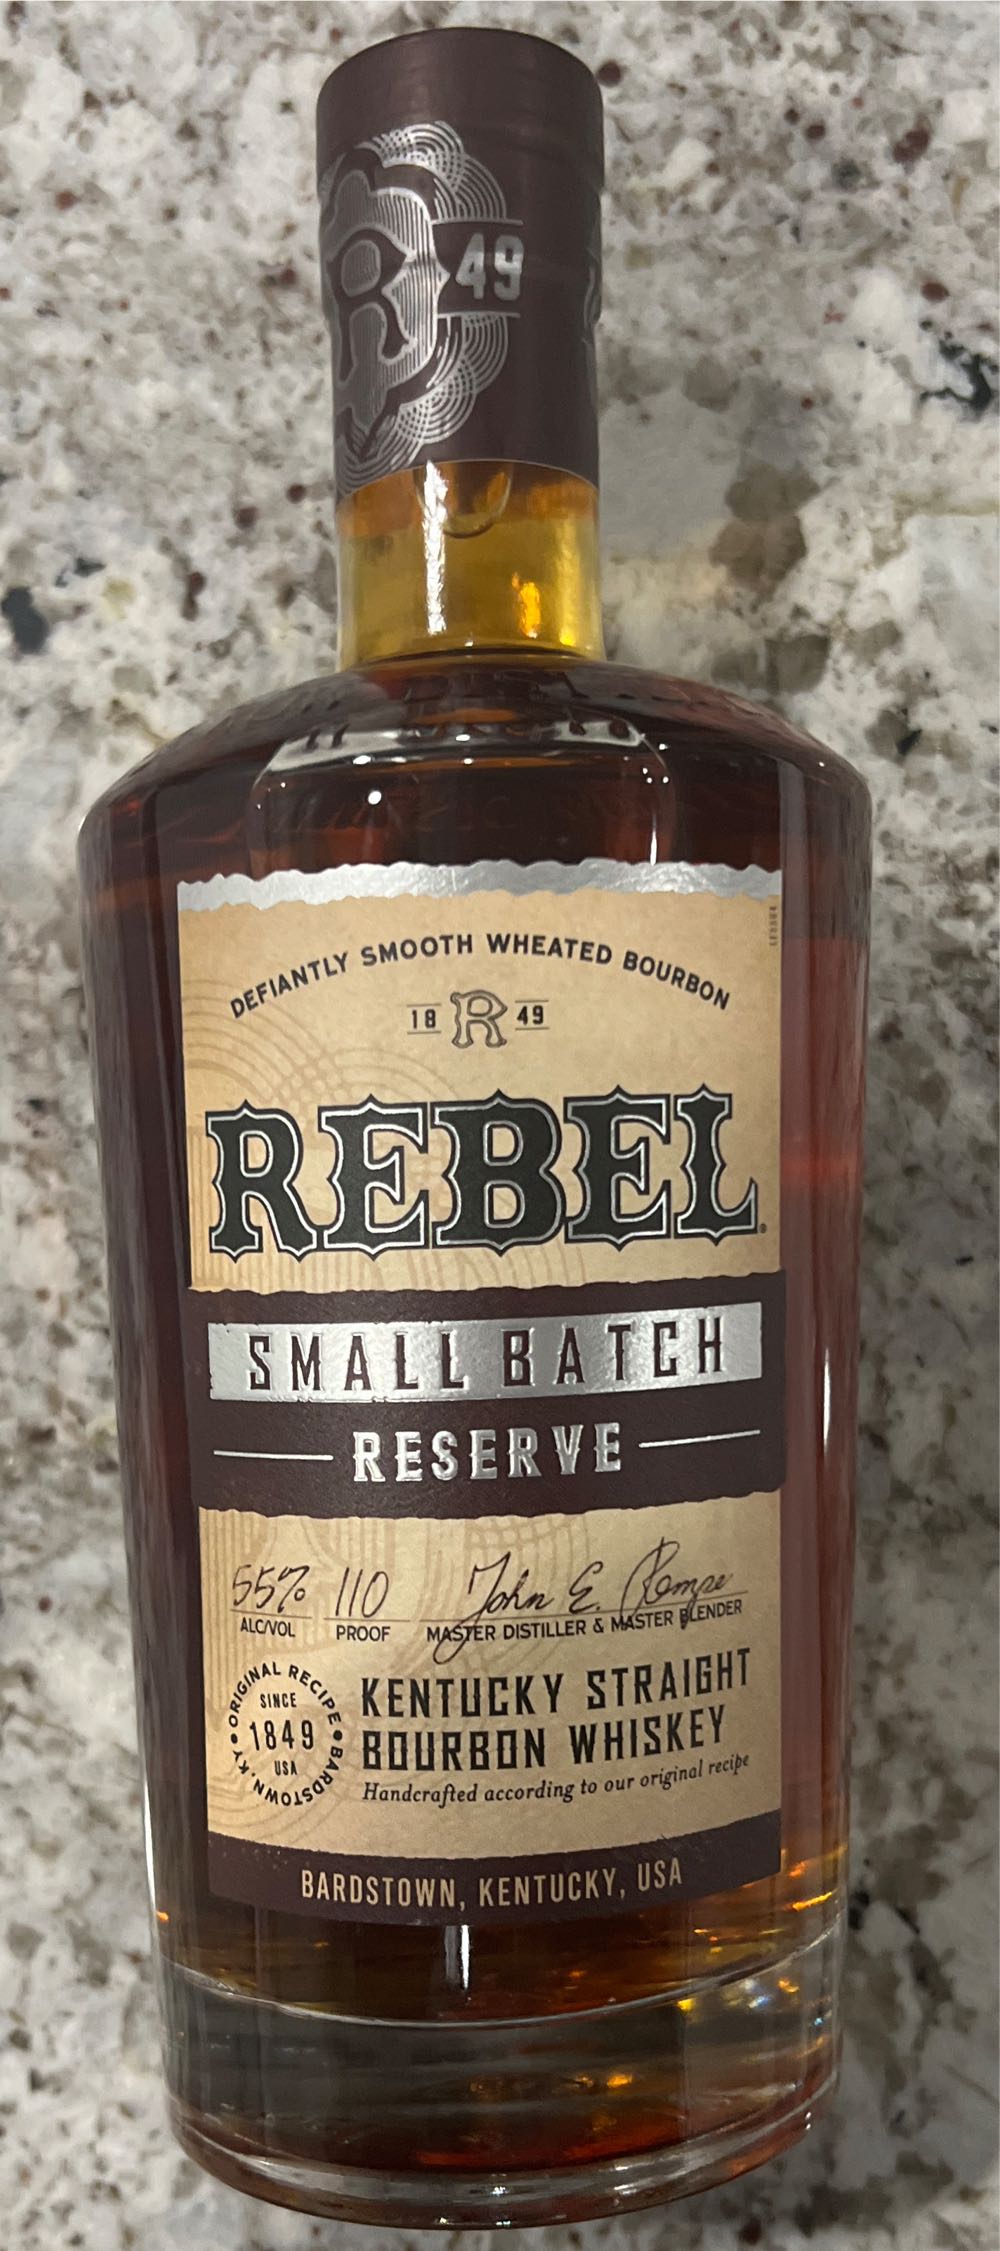 49
DEFIANTLY SMOOTH WHEATED BOURBON
18 R 49
REBEL
SMALL BATCH
RESERVE
55% 110 John E. Rempe
ALC/VOL PROOF MASTER DISTILLER & MASTER BLENDER
ORIGINAL RECIPE • BARDSTOWN, KY •
SINCE
1849
USA
KENTUCKY STRAIGHT
BOURBON WHISKEY
Handcrafted according to our original recipe
BARDSTOWN, KENTUCKY, USA